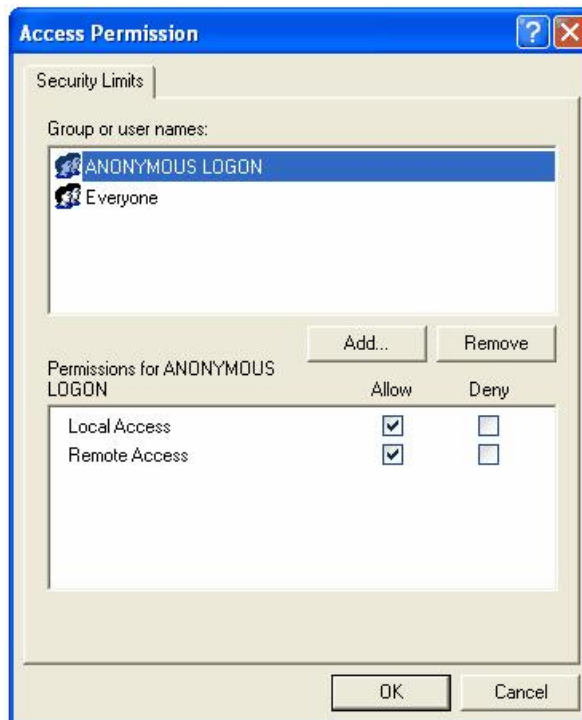 Access Permission
Security Limits
Group or user names:
ANONYMOUS LOGON
Everyone
Add... Remove
Permissions for ANONYMOUS
LOGON Allow Deny
Local Access
Remote Access
OK Cancel